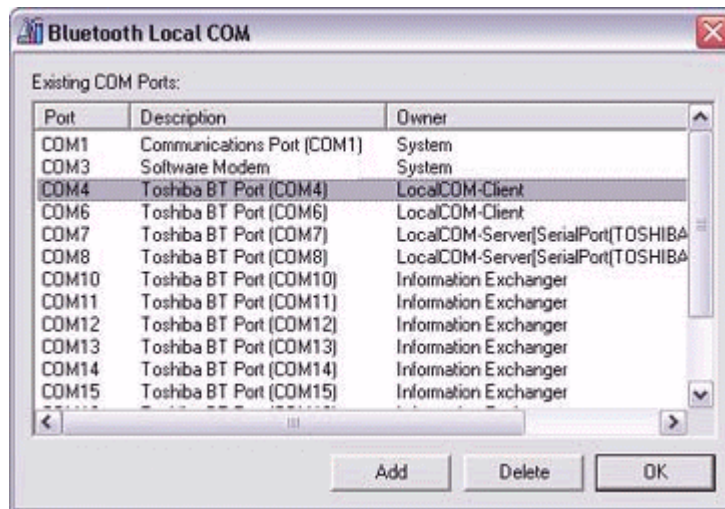 Bluetooth Local COM
Existing COM Ports:
Port Description Owner
COM1 Communications Port (COM1) System
COM3 Software Modem System
COM4 Toshiba BT Port (COM4) LocalCOM-Client
COM6 Toshiba BT Port (COM6) LocalCOM-Client
COM7 Toshiba BT Port (COM7) LocalCOM-Server[SerialPort(TOSHIBA
COM8 Toshiba BT Port (COM8) LocalCOM-Server[SerialPort(TOSHIBA
COM10 Toshiba BT Port (COM10) Information Exchanger
COM11 Toshiba BT Port (COM11) Information Exchanger
COM12 Toshiba BT Port (COM12) Information Exchanger
COM13 Toshiba BT Port (COM13) Information Exchanger
COM14 Toshiba BT Port (COM14) Information Exchanger
COM15 Toshiba BT Port (COM15) Information Exchanger
Add Delete OK